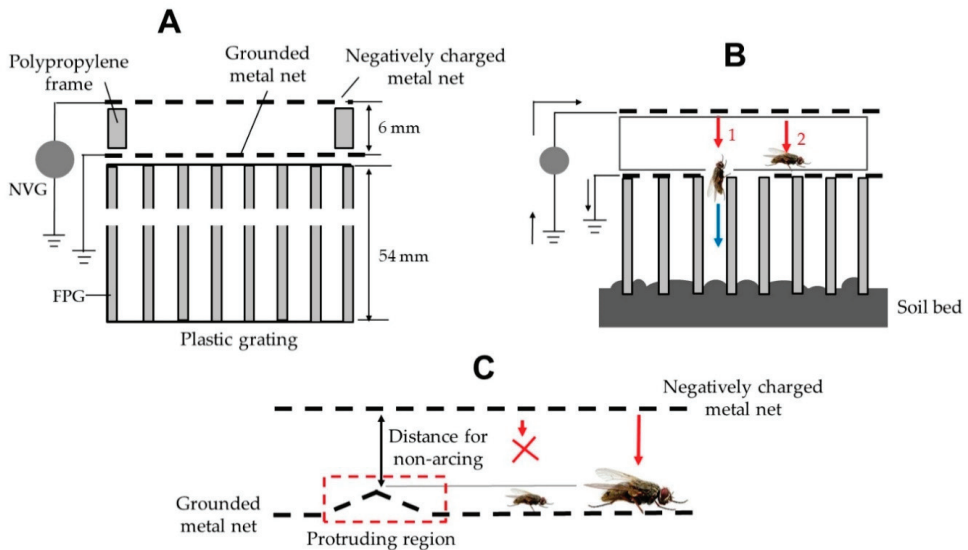 A
Polypropylene
frame
Grounded
metal net
Negatively charged
metal net
6 mm
NVG
54 mm
FPG
Plastic grating
B
1
2
Soil bed
C
Negatively charged
metal net
Distance for
non-arcing
Grounded
metal net
Protruding region